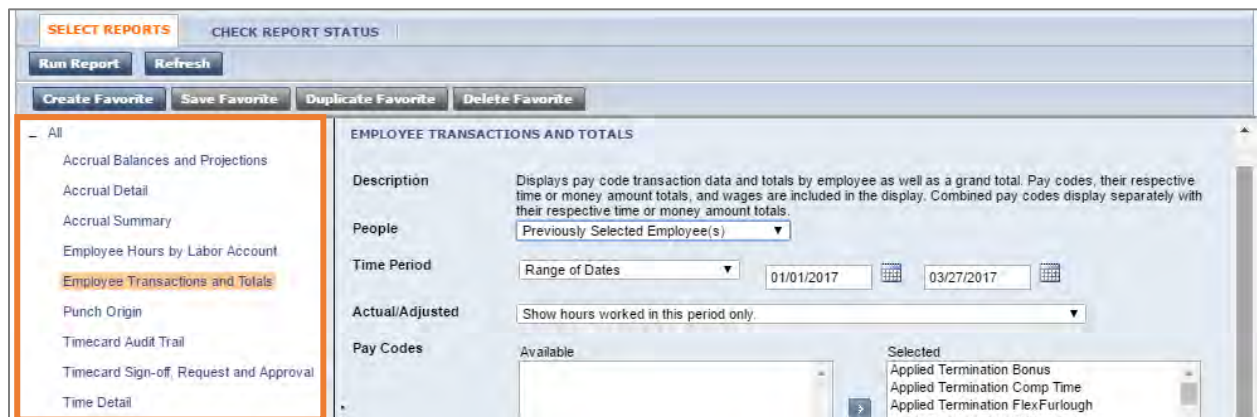 SELECT REPORTS CHECK REPORT STATUS
Run Report Refresh
Create Favorite Save Favorite Duplicate Favorite Delete Favorite
All
Accrual Balances and Projections
Accrual Detail
Accrual Summary
Employee Hours by Labor Account
Employee Transactions and Totals
Punch Origin
Timecard Audit Trail
Timecard Sign-off, Request and Approval
Time Detail
EMPLOYEE TRANSACTIONS AND TOTALS
Description Displays pay code transaction data and totals by employee as well as a grand total. Pay codes, their respective
time or money amount totals, and wages are included in the display. Combined pay codes display separately with
their respective time or money amount totals.
People Previously Selected Employee(s)
Time Period Range of Dates 01/01/2017 03/27/2017
Actual/Adjusted Show hours worked in this period only.
Pay Codes Available Selected
Applied Termination Bonus
Applied Termination Comp Time
Applied Termination FlexFurlough